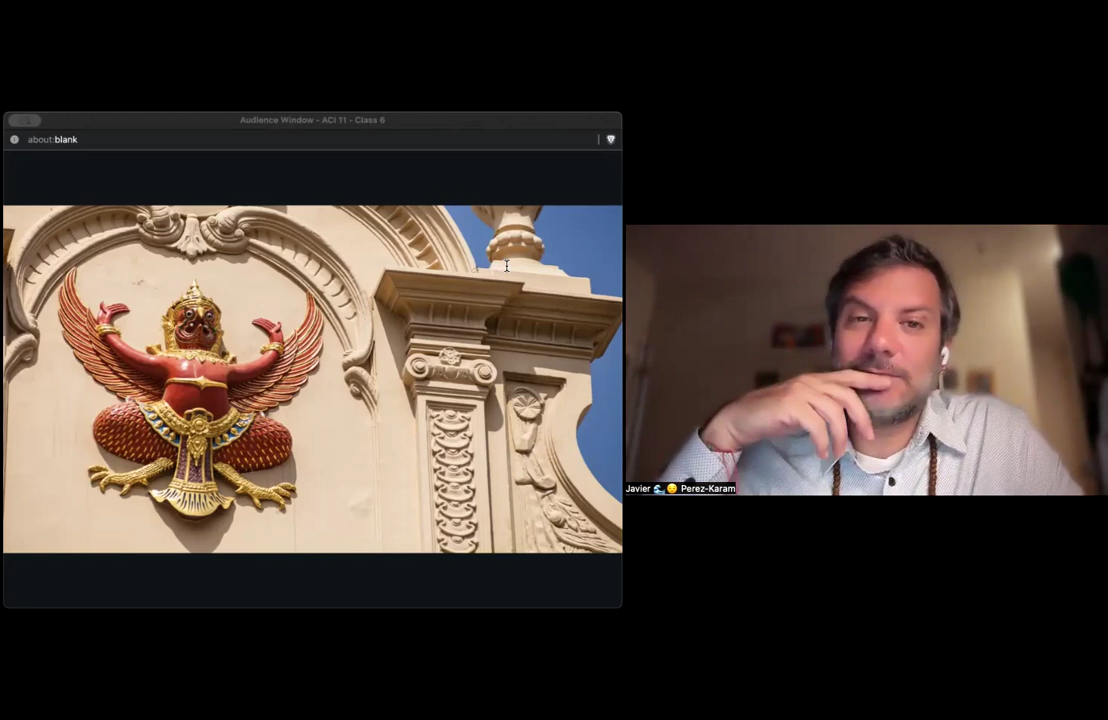 Audience Window - ACI 11 - Class 6
about:blank
Javier 🌊😌 Perez-Karam